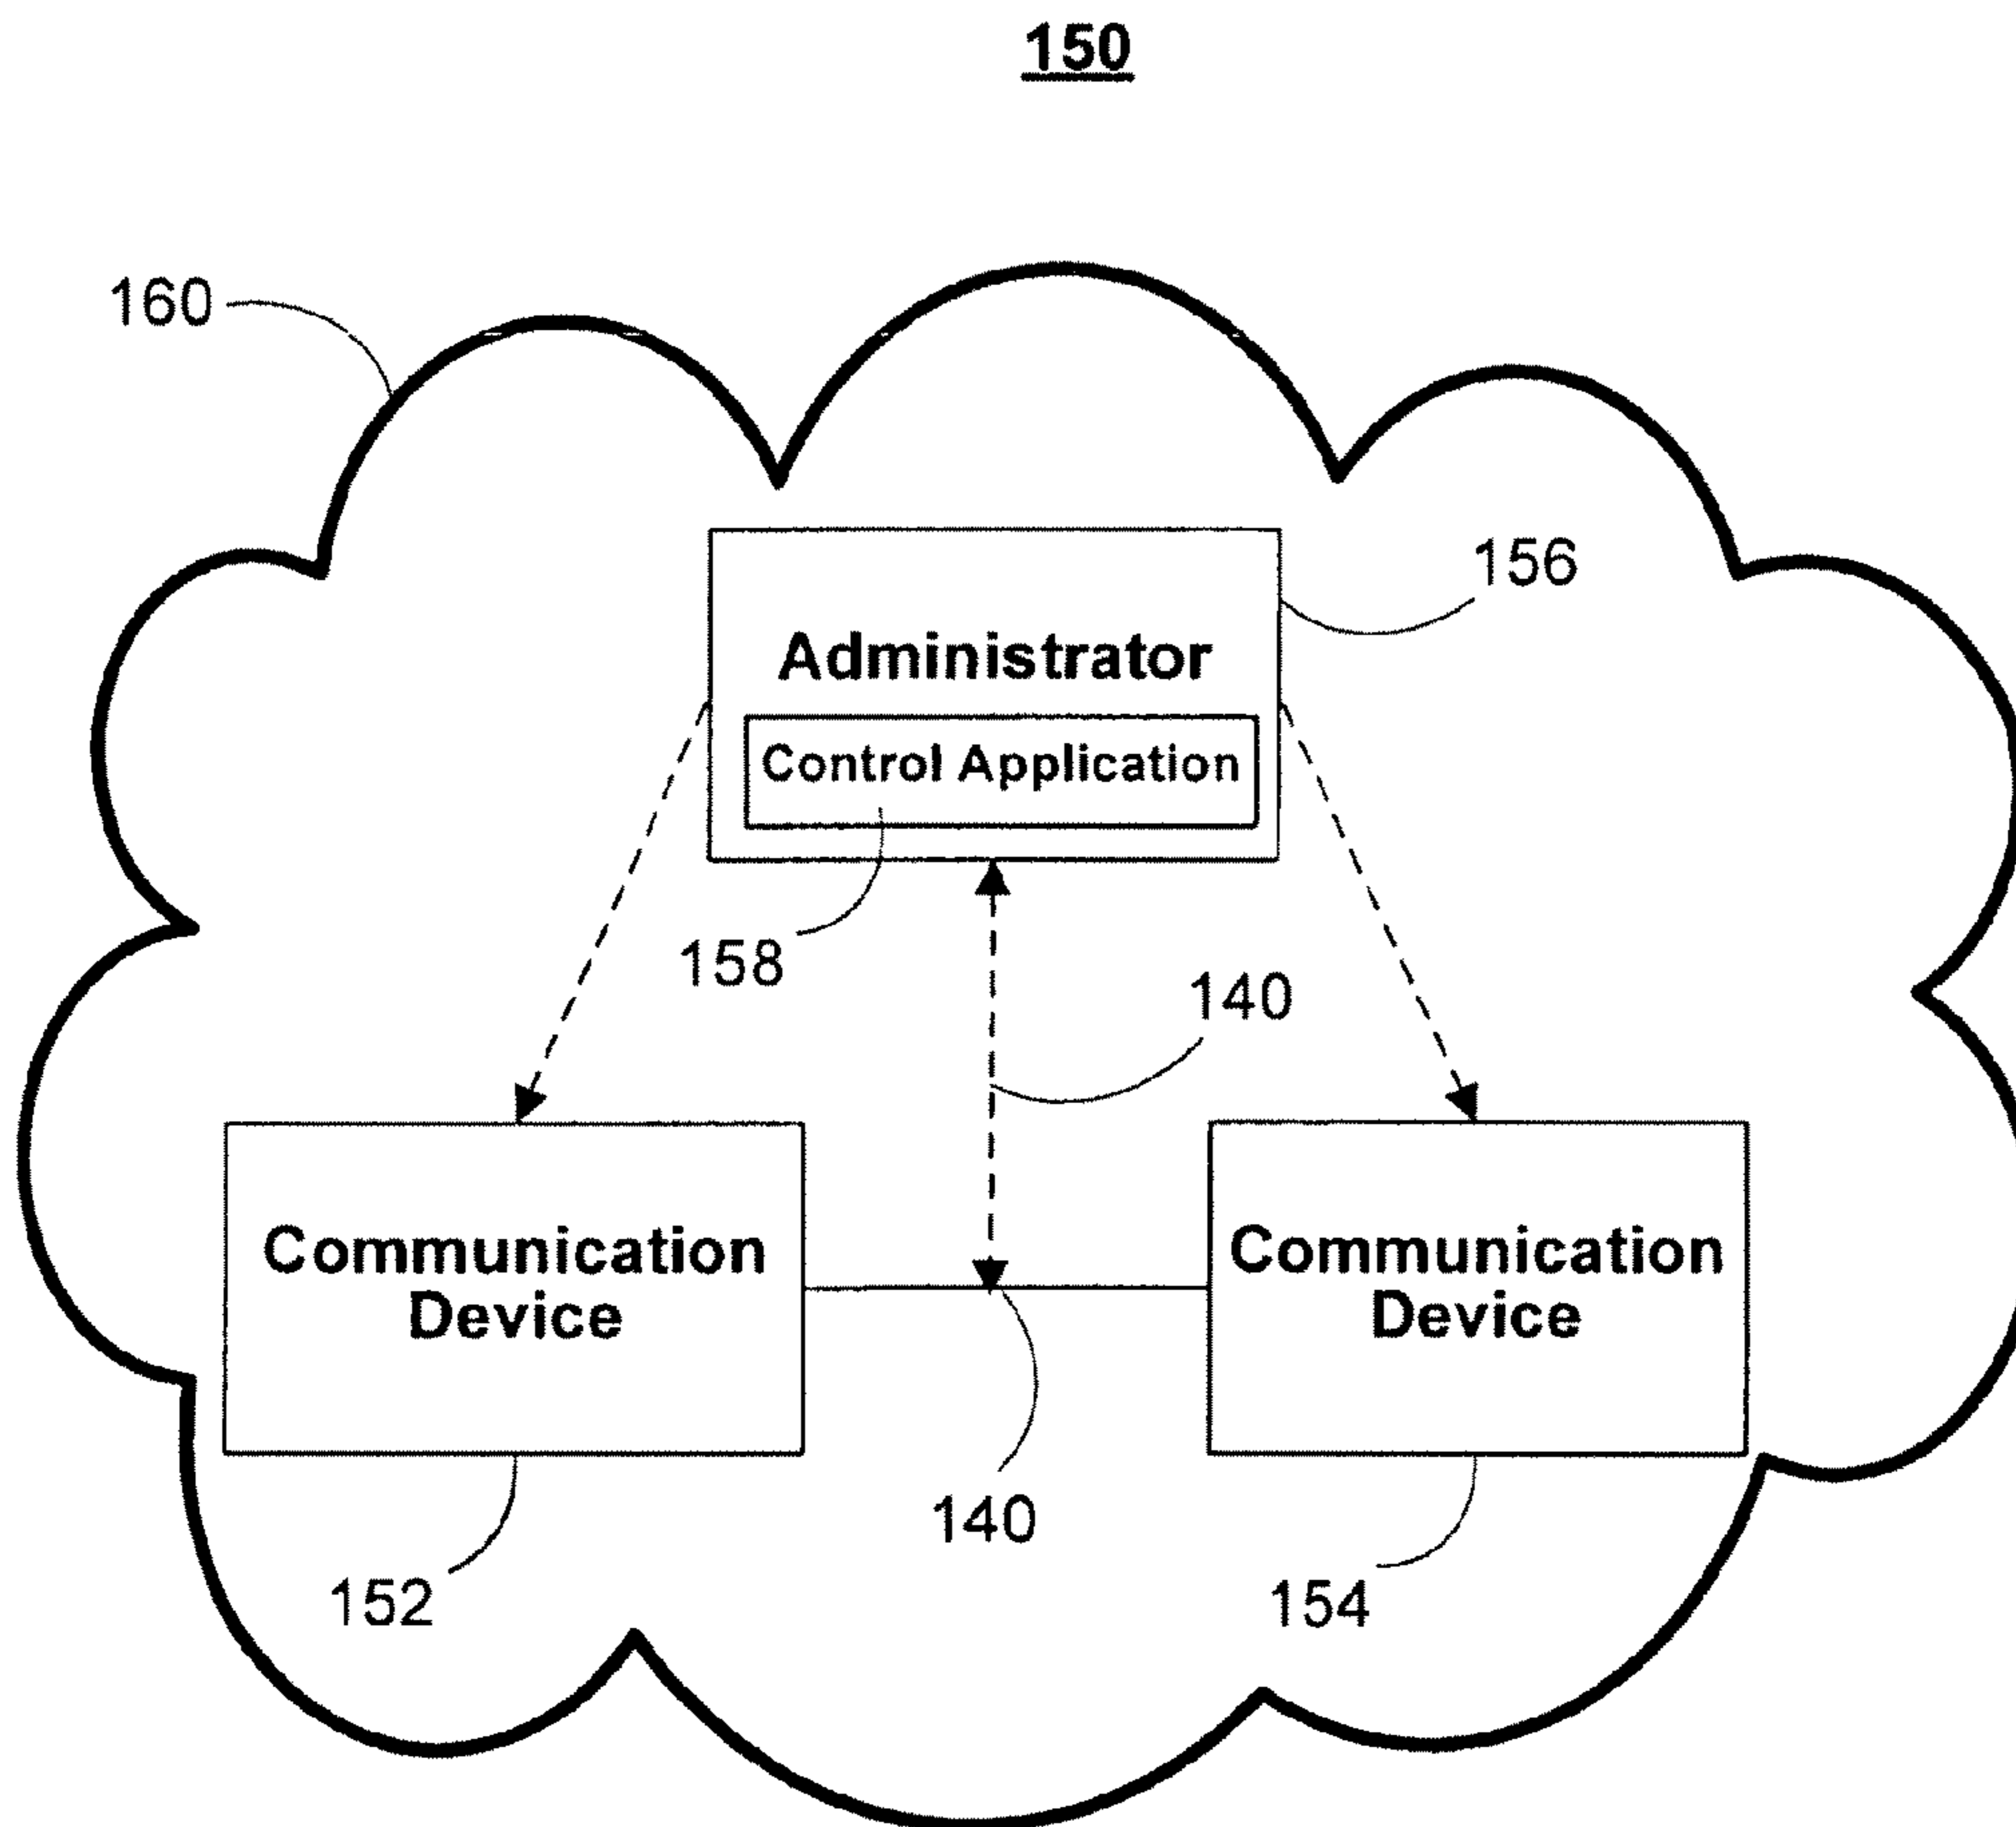 150
160
156
Administrator
Control Application
158
140
Communication
Device
Communication
Device
140
152
154